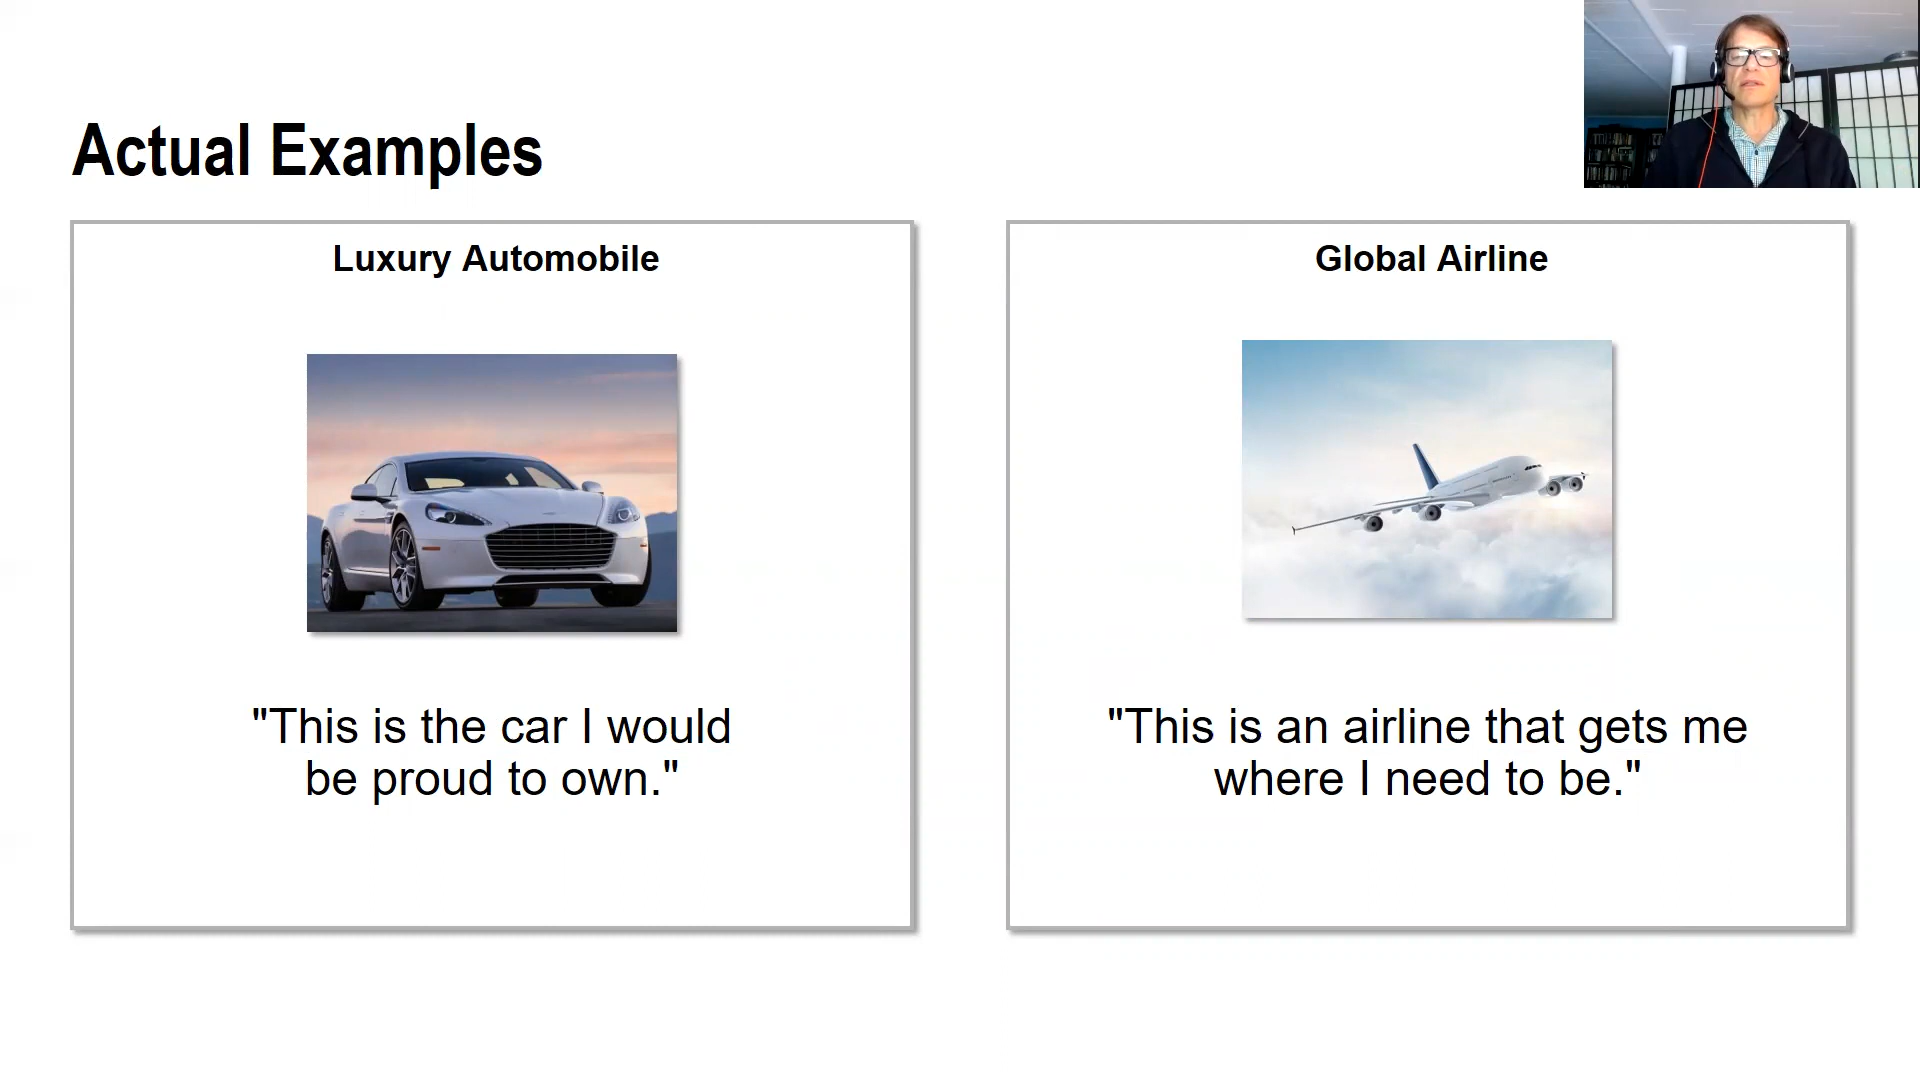 Actual Examples
Luxury Automobile
"This is the car I would
be proud to own."
Global Airline
"This is an airline that gets me
where I need to be."